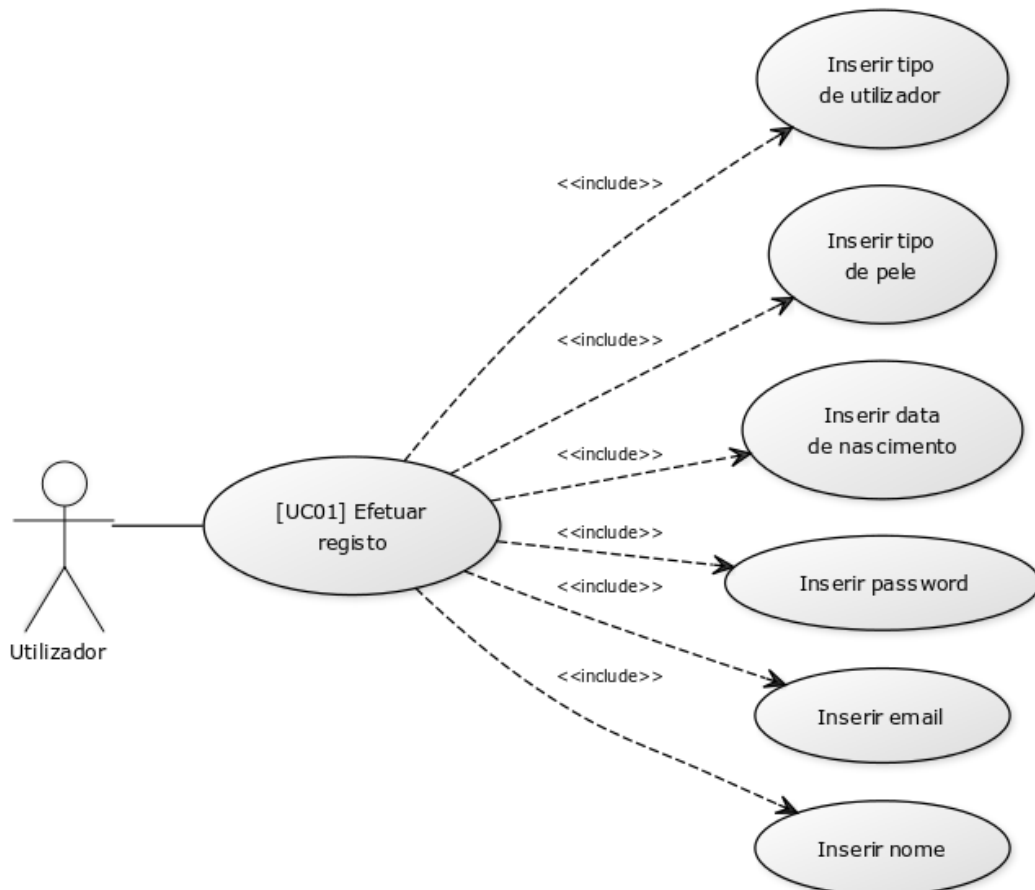 Inserir tipo
de utilizador
<<include>>
Inserir tipo
de pele
<<include>>
Inserir data
de nascimento
<<include>>
[UC01] Efetuar
registo
<<include>>
Inserir password
<<include>>
Utilizador
<<include>>
Inserir email
Inserir nome